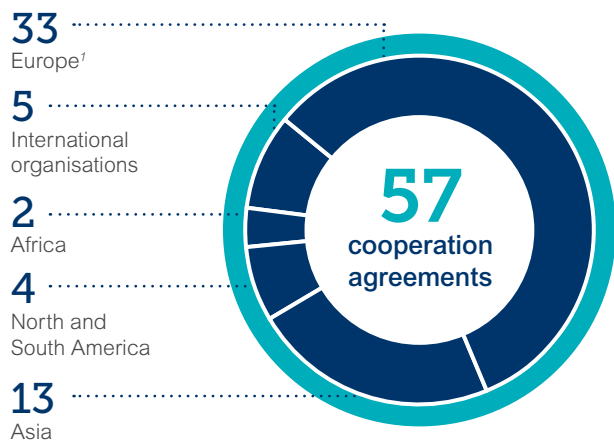 33
Europe¹
5
International
organisations
2
Africa
4
North and
South America
13
Asia
57
cooperation
agreements